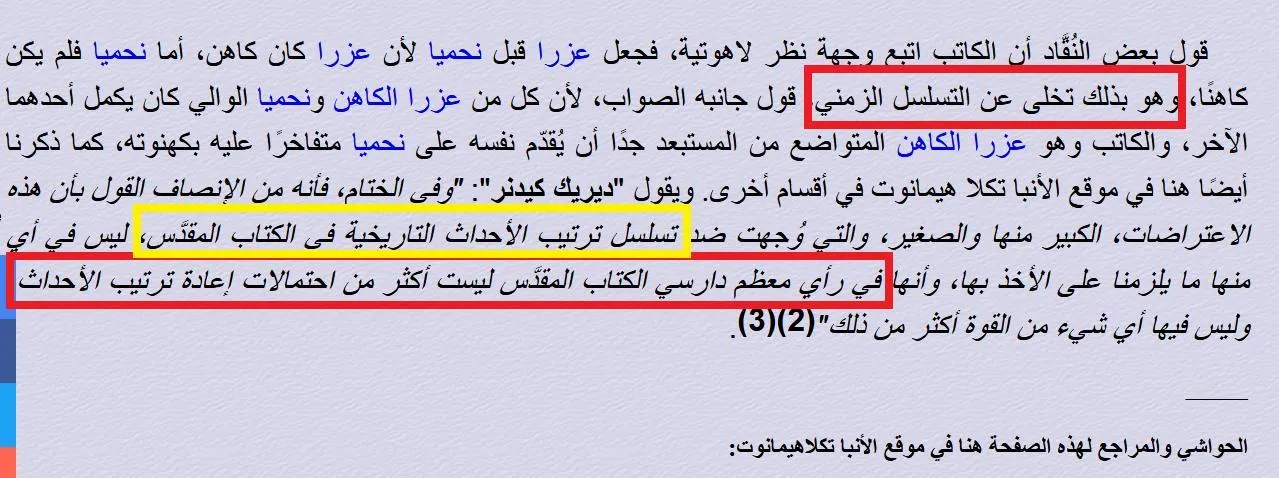 قول بعض النُقَّاد أن الكاتب اتبع وجهة نظر لاهوتية، فجعل عزرا قبل نحميا لأن عزرا كان كاهن، أما نحميا فلم يكن
كاهنًا، وهو بذلك تخلى عن التسلسل الزمني، قول جانبه الصواب، لأن كل من عزرا الكاهن ونحميا الوالي كان يكمل أحدهما
الآخر، والكاتب وهو عزرا الكاهن المتواضع من المستبعد جدًا أن يُقدّم نفسه على نحميا متفاخرًا عليه بكهنوته، كما ذكرنا
أيضًا هنا في موقع الأنبا تكلا هيمانوت في أقسام أخرى. ويقول "ديريك كيدنر": "وفى الختام، فأنه من الإنصاف القول بأن هذه
الاعتراضات، الكبير منها والصغير، والتي وُجهت ضد تسلسل ترتيب الأحداث التاريخية فى الكتاب المقدَّس، ليس في أي
منها ما يلزمنا على الأخذ بها، وأنها في رأي معظم دارسي الكتاب المقدَّس ليست أكثر من احتمالات إعادة ترتيب الأحداث
وليس فيها أي شيء من القوة أكثر من ذلك"(2)(3).
الحواشي والمراجع لهذه الصفحة هنا في موقع الأنبا تكلاهيمانوت: